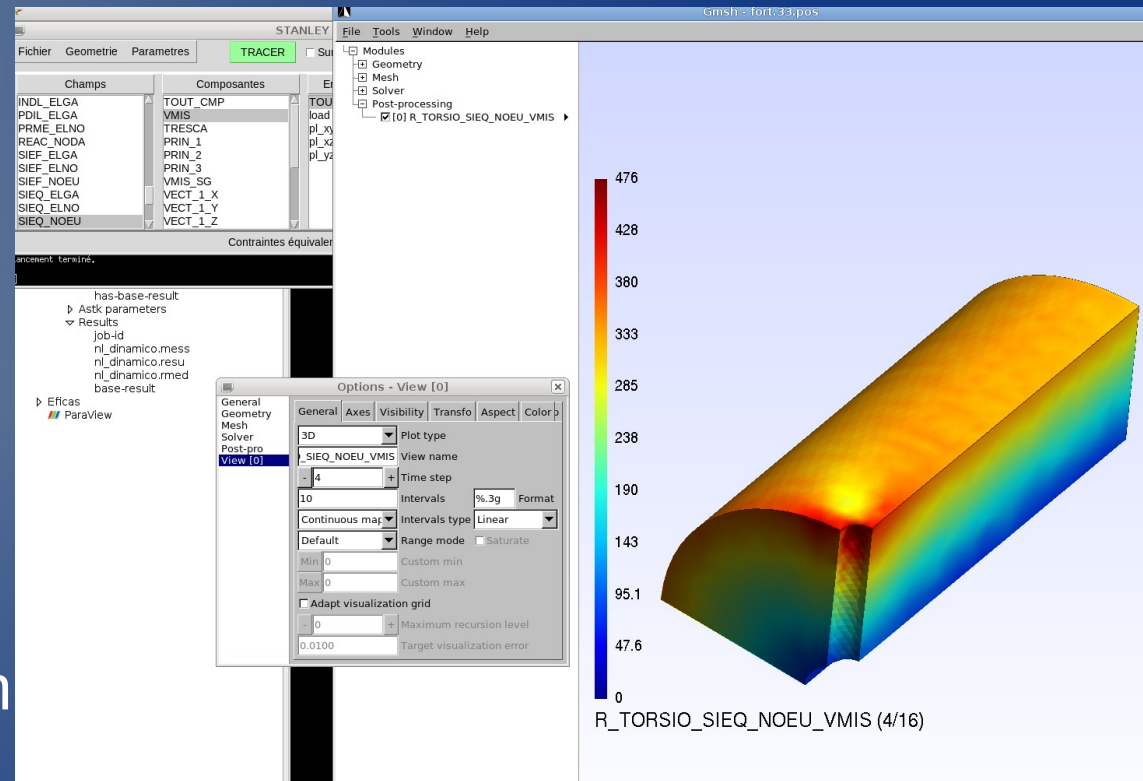 STANLEY
Fichier Geometrie Parametres TRACER Su
Champs Composantes
INDL_ELGA
PDIL_ELGA
PRME_ELNO
REAC_NODA
SIEF_ELGA
SIEF_ELNO
SIEF_NOEU
SIEQ_ELGA
SIEQ_ELNO
SIEQ_NOEU
TOUT_CMP
VMIS
TRESCA
PRIN_1
PRIN_2
PRIN_3
VMIS_SG
VECT_1_X
VECT_1_Y
VECT_1_Z
TOU
load
pl_xy
pl_xz
pl_yz
Contraintes équivaler
ancement terminé.
has-base-result
Astk parameters
Results
job-id
nl_dinamico.mess
nl_dinamico.resu
nl_dinamico.rmed
base-result
Eficas
ParaView
n
Gmsh - fort.33.pos
File Tools Window Help
Modules
Geometry
Mesh
Solver
Post-processing
[0] R_TORSIO_SIEQ_NOEU_VMIS
Options - View [0]
General
Geometry
Mesh
Solver
Post-pro
View [0]
General Axes Visibility Transfo Aspect Color
3D Plot type
_SIEQ_NOEU_VMIS View name
- 4 + Time step
10 Intervals %.3g Format
Continuous map Intervals type Linear
Default Range mode Saturate
Min 0 Custom min
Max 0 Custom max
Adapt visualization grid
- 0 + Maximum recursion level
0.0100 Target visualization error
476
428
380
333
285
238
190
143
95.1
47.6
0
R_TORSIO_SIEQ_NOEU_VMIS (4/16)